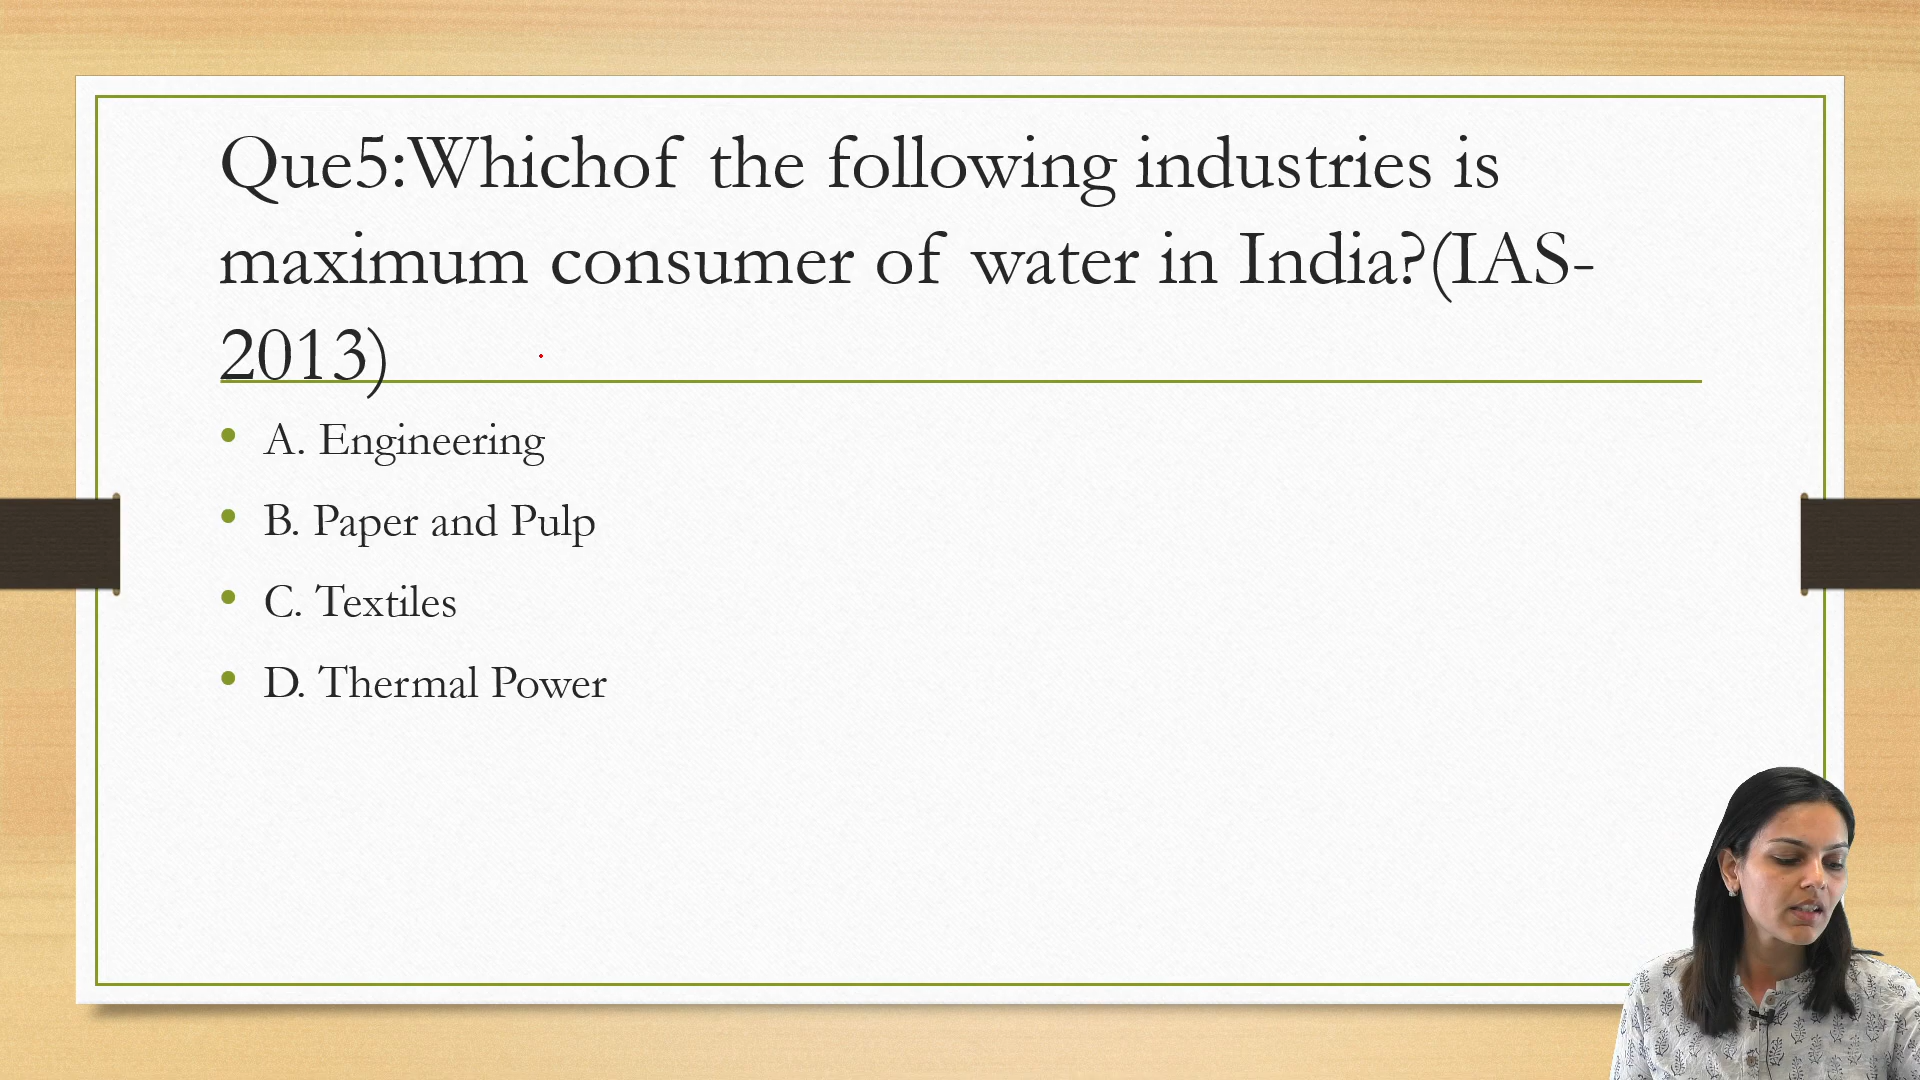 Que5:Whichof the following industries is
maximum consumer of water in India?(IAS-
2013)
• A. Engineering
• B. Paper and Pulp
• C. Textiles
• D. Thermal Power